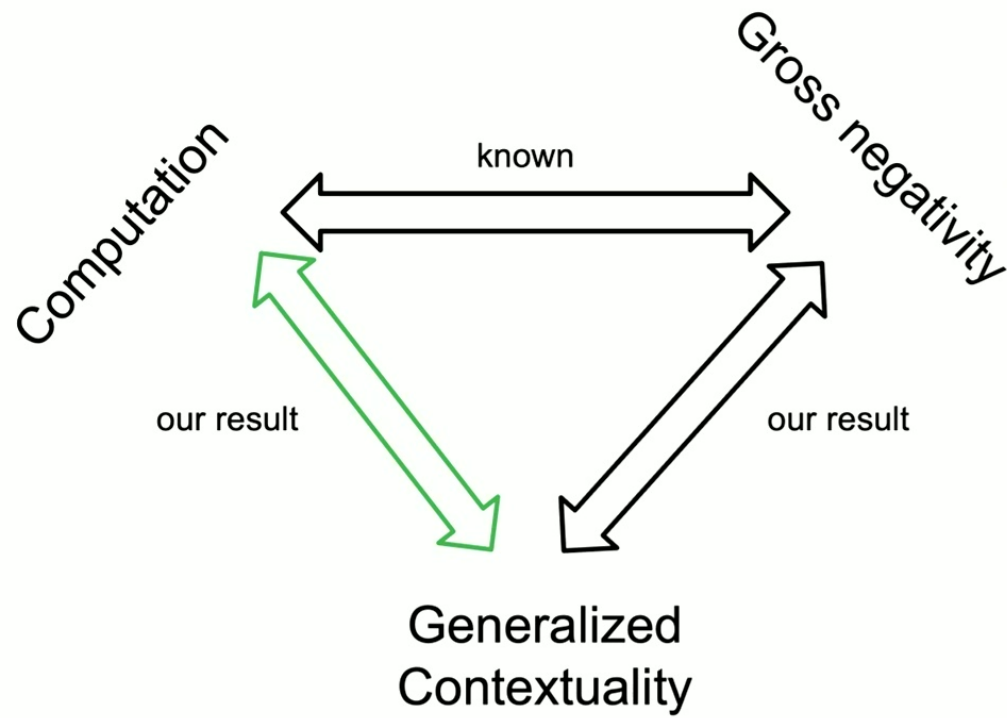 Gross negativity
known
Computation
our result
our result
Generalized
Contextuality